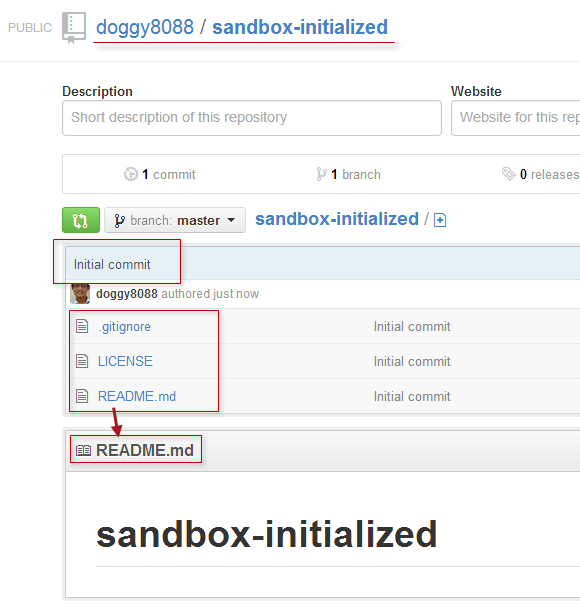 PUBLIC doggy8088 / sandbox-initialized
Description Website
Short description of this repository Website for this rep
1 commit 1 branch 0 releases
branch: master sandbox-initialized /
Initial commit
doggy8088 authored just now
.gitignore Initial commit
LICENSE Initial commit
README.md Initial commit
README.md
sandbox-initialized